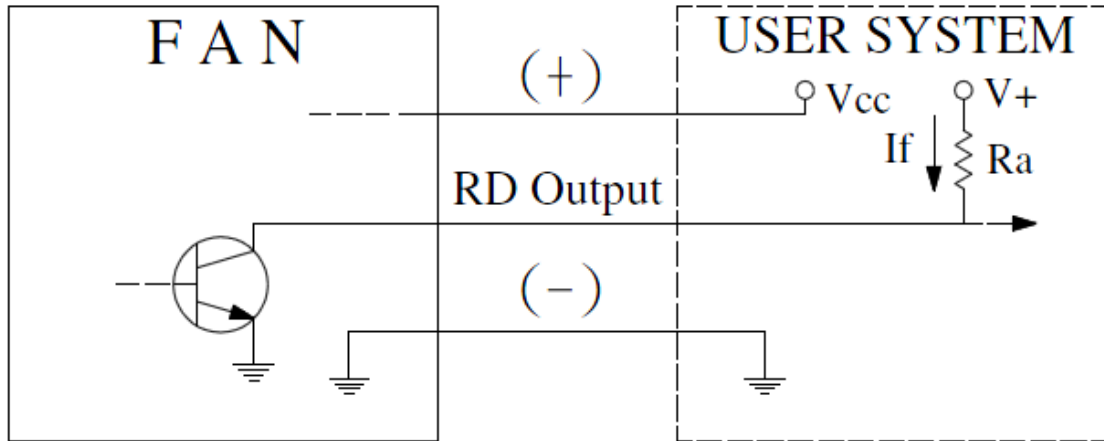 F A N
USER SYSTEM
(+)
Vcc
V+
If
Ra
RD Output
(-)